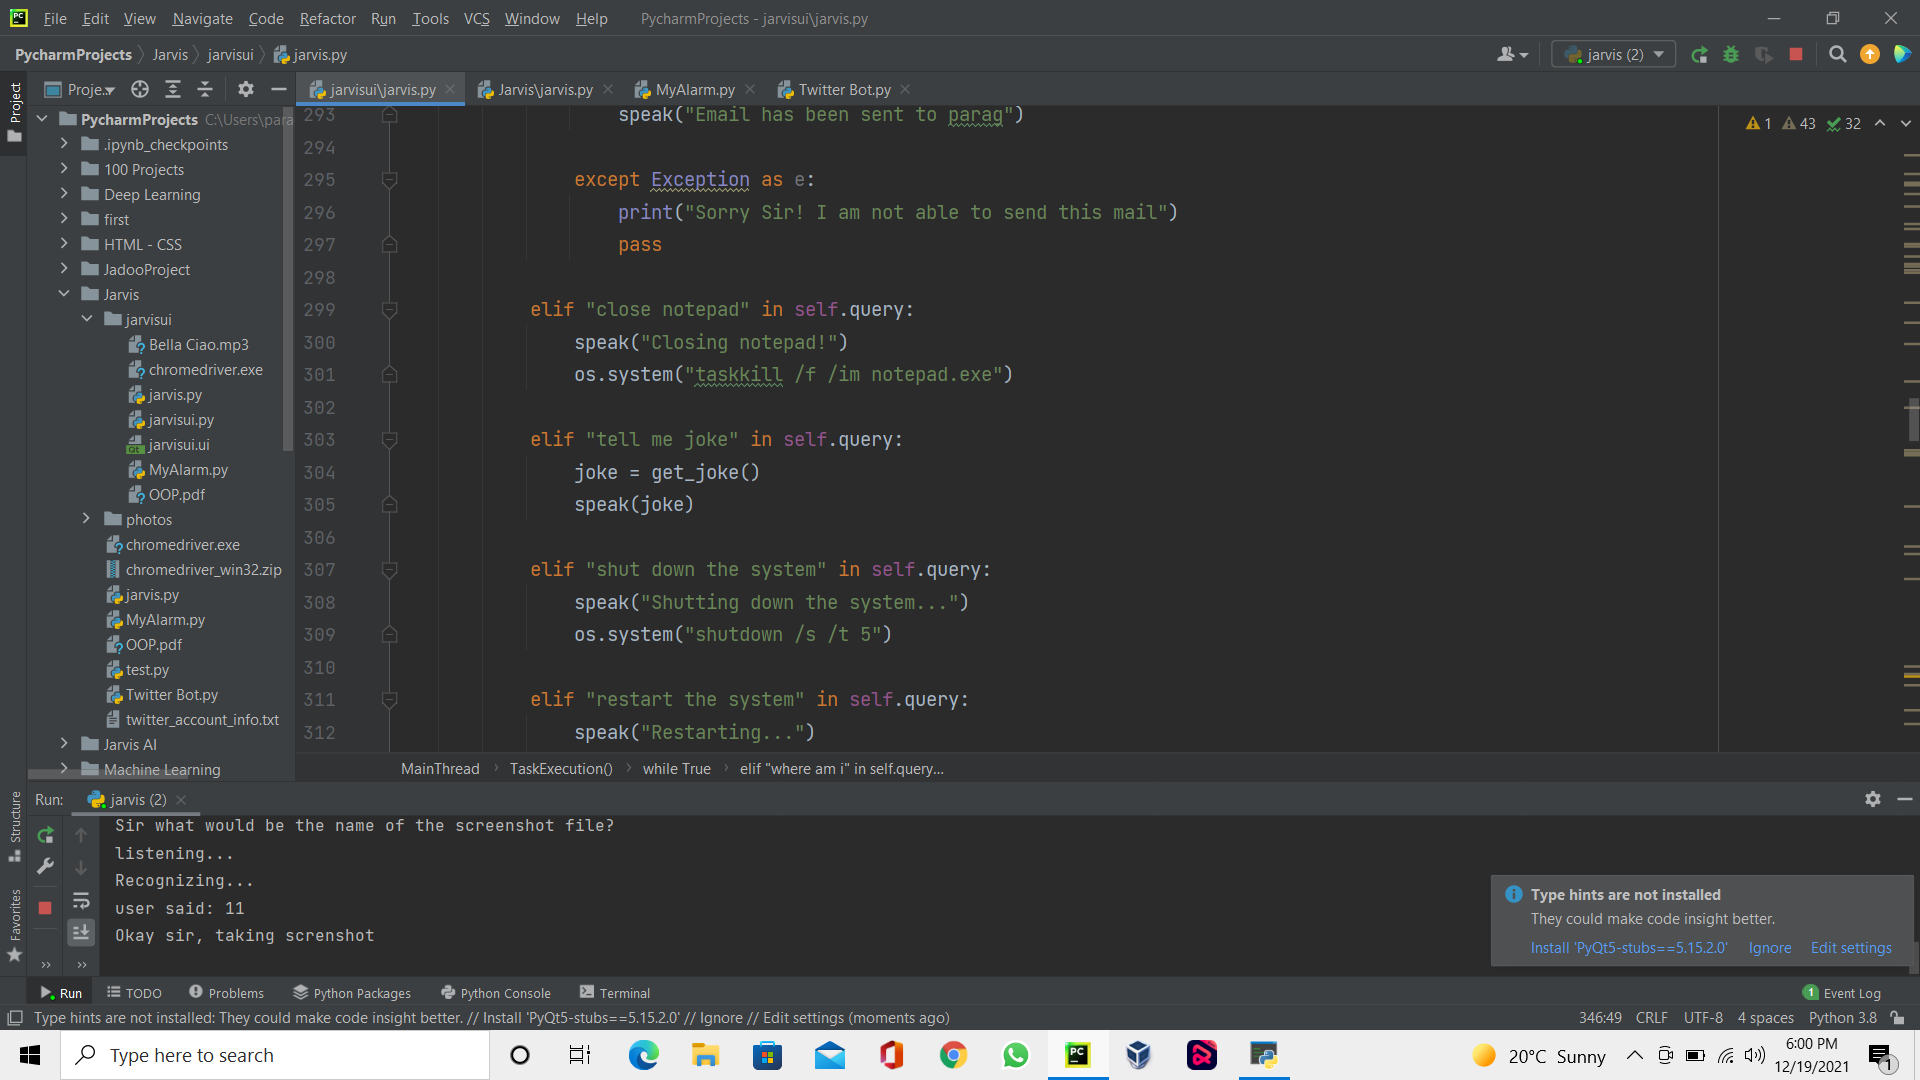 File Edit View Navigate Code Refactor Run Tools VCS Window Help PycharmProjects - jarvisui\jarvis.py
PycharmProjects Jarvis jarvisui jarvis.py jarvis (2)
Project
Proje..
jarvisui\jarvis.py Jarvis\jarvis.py MyAlarm.py Twitter Bot.py
PycharmProjects C:\Users\para
.ipynb_checkpoints
100 Projects
Deep Learning
first
HTML - CSS
JadooProject
Jarvis
jarvisui
Bella Ciao.mp3
chromedriver.exe
jarvis.py
jarvisui.py
jarvisui.ui
MyAlarm.py
OOP.pdf
photos
chromedriver.exe
chromedriver_win32.zip
jarvis.py
MyAlarm.py
OOP.pdf
test.py
Twitter Bot.py
twitter_account_info.txt
Jarvis AI
Machine Learning
1 43 32
293 speak("Email has been sent to parag")
294
295 except Exception as e:
296 print("Sorry Sir! I am not able to send this mail")
297 pass
298
299 elif "close notepad" in self.query:
300 speak("Closing notepad!")
301 os.system("taskkill /f /im notepad.exe")
302
303 elif "tell me joke" in self.query:
304 joke = get_joke()
305 speak(joke)
306
307 elif "shut down the system" in self.query:
308 speak("Shutting down the system...")
309 os.system("shutdown /s /t 5")
310
311 elif "restart the system" in self.query:
312 speak("Restarting...")
MainThread TaskExecution() while True elif "where am i" in self.query...
Structure
Favorites
Run: jarvis (2)
Sir what would be the name of the screenshot file?
listening...
Recognizing...
user said: 11
Okay sir, taking screnshot
Type hints are not installed
They could make code insight better.
Install 'PyQt5-stubs==5.15.2.0' Ignore Edit settings
Run TODO Problems Python Packages Python Console Terminal 1 Event Log
Type hints are not installed: They could make code insight better. // Install 'PyQt5-stubs==5.15.2.0' // Ignore // Edit settings (moments ago) 346:49 CRLF UTF-8 4 spaces Python 3.8
Type here to search
20°C Sunny
6:00 PM
12/19/2021
1